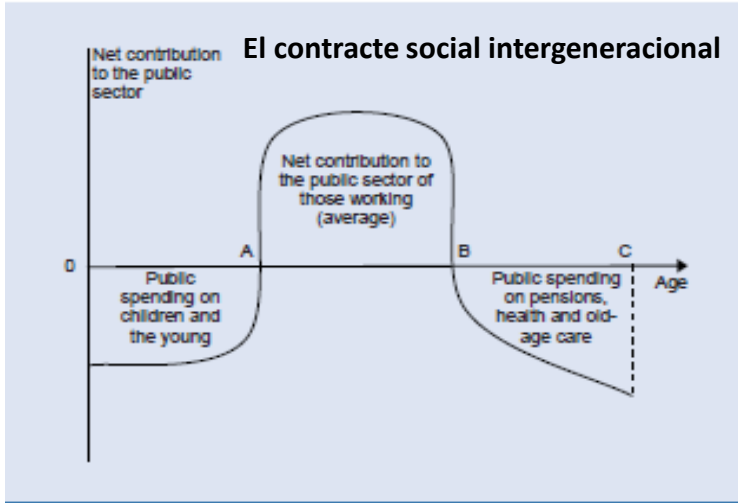 El contracte social intergeneracional
Net contribution
to the public
sector
Net contribution to
the public sector of
those working
(average)
A
B
C
0
Age
Public
spending on
children and
the young
Public spending
on pensions,
health and old-
age care